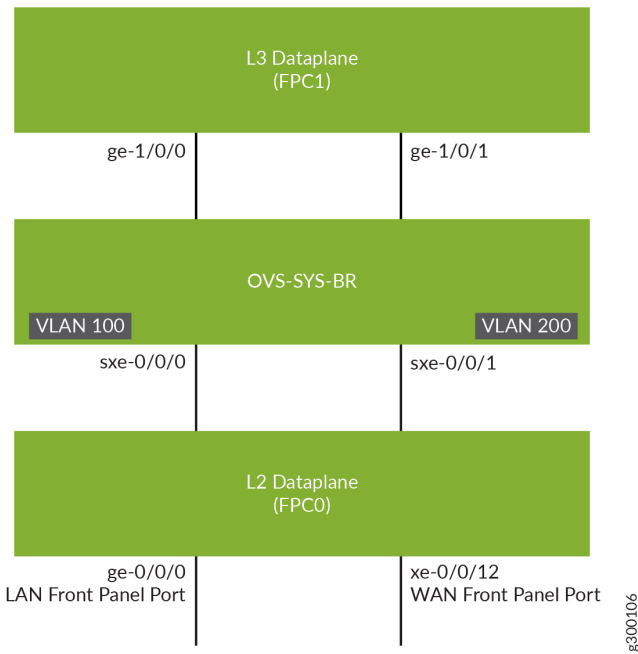 L3 Dataplane
(FPC1)
ge-1/0/0
ge-1/0/1
OVS-SYS-BR
VLAN 100
VLAN 200
sxe-0/0/0
sxe-0/0/1
L2 Dataplane
(FPC0)
ge-0/0/0
LAN Front Panel Port
xe-0/0/12
WAN Front Panel Port
g300106